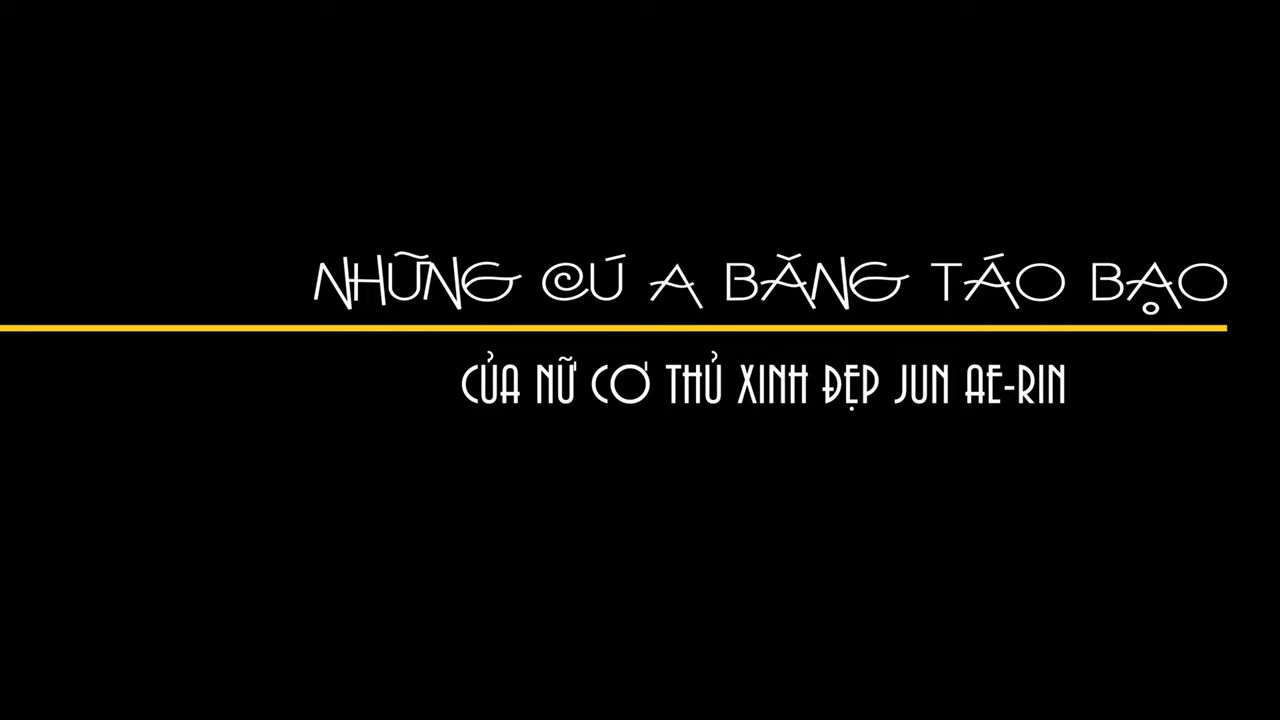 NHỮNG CÚ A BĂNG TÁO BẠO
CỦA NỮ CƠ THỦ XINH ĐẸP JUN AE-RIN